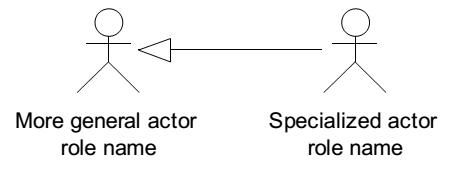 More general actor
role name
Specialized actor
role name